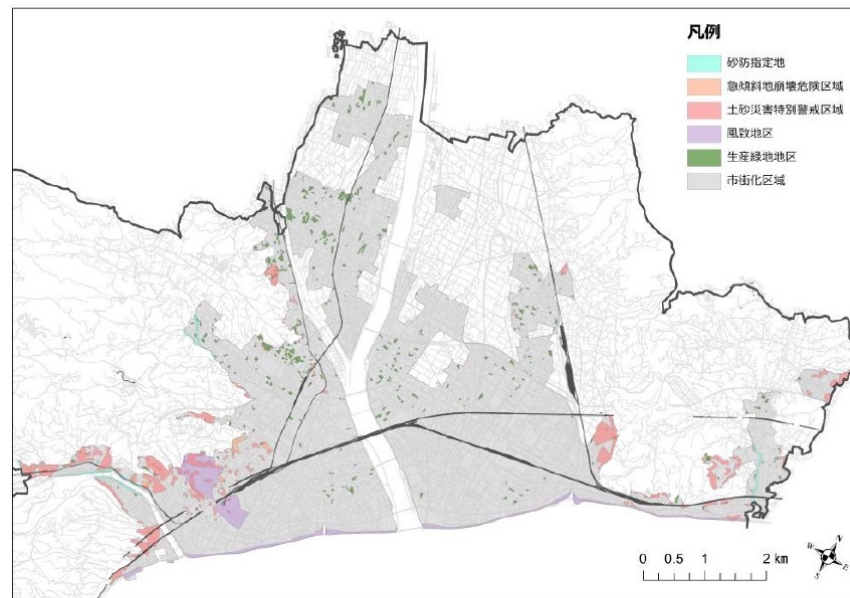 凡例
砂防指定地
急傾斜地崩壊危険区域
土砂災害特別警戒区域
風致地区
生産緑地地区
市街化区域
0 0.5 1 2 km
N
W
E
S